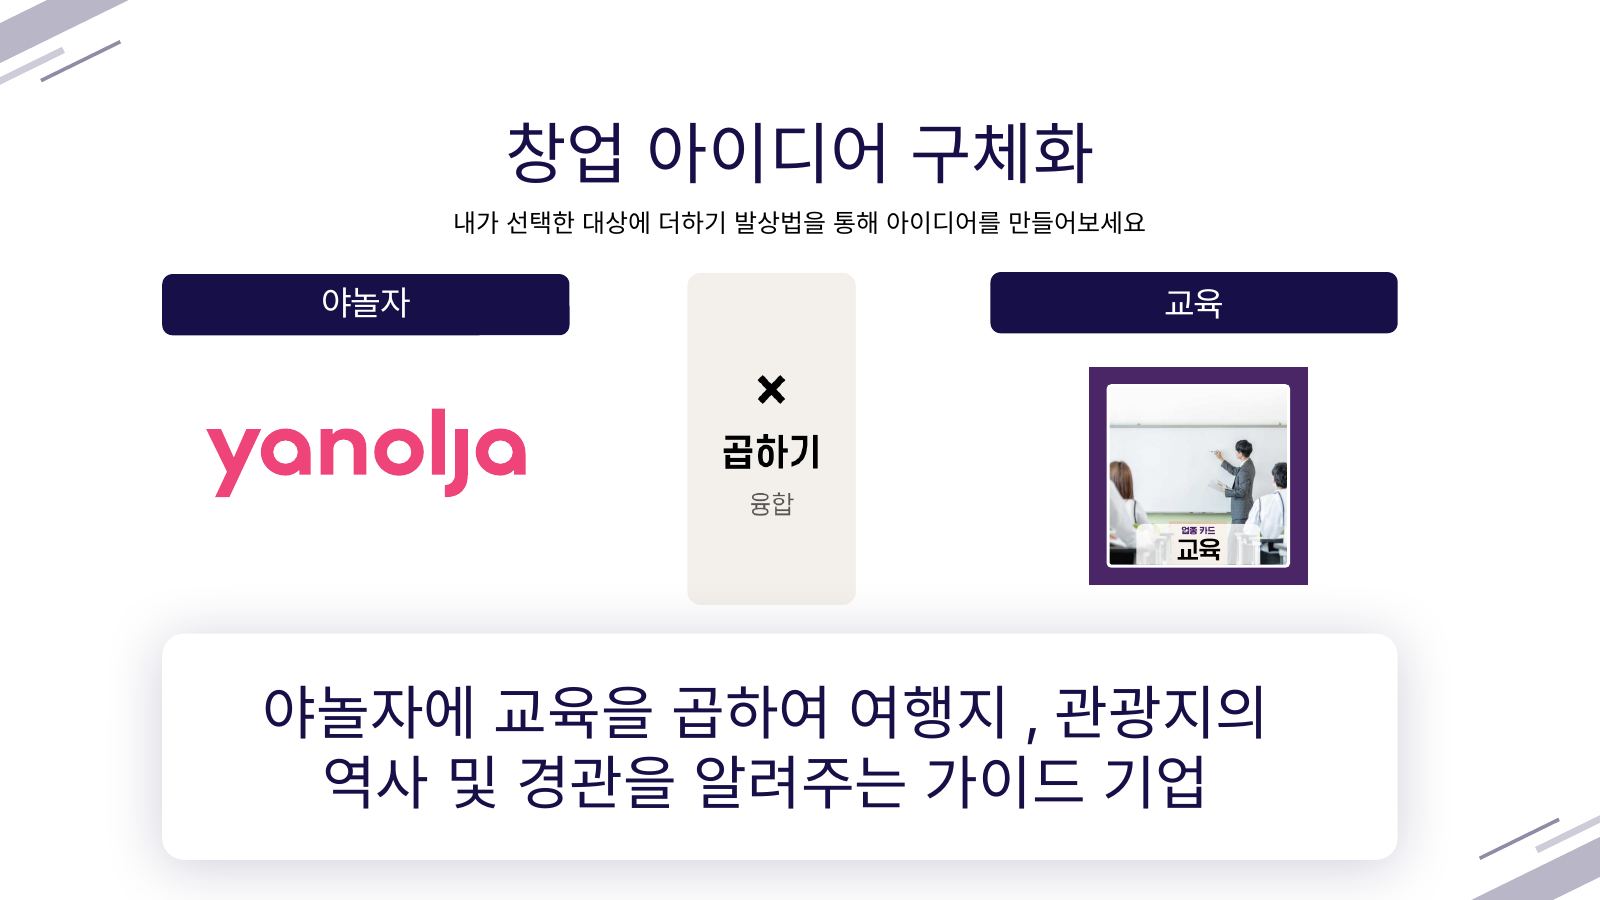 창업 아이디어 구체화
내가 선택한 대상에 더하기 발상법을 통해 아이디어를 만들어보세요
야놀자
yanolja
×
곱하기
융합
교육
업종 카드
교육
야놀자에 교육을 곱하여 여행지 , 관광지의
역사 및 경관을 알려주는 가이드 기업